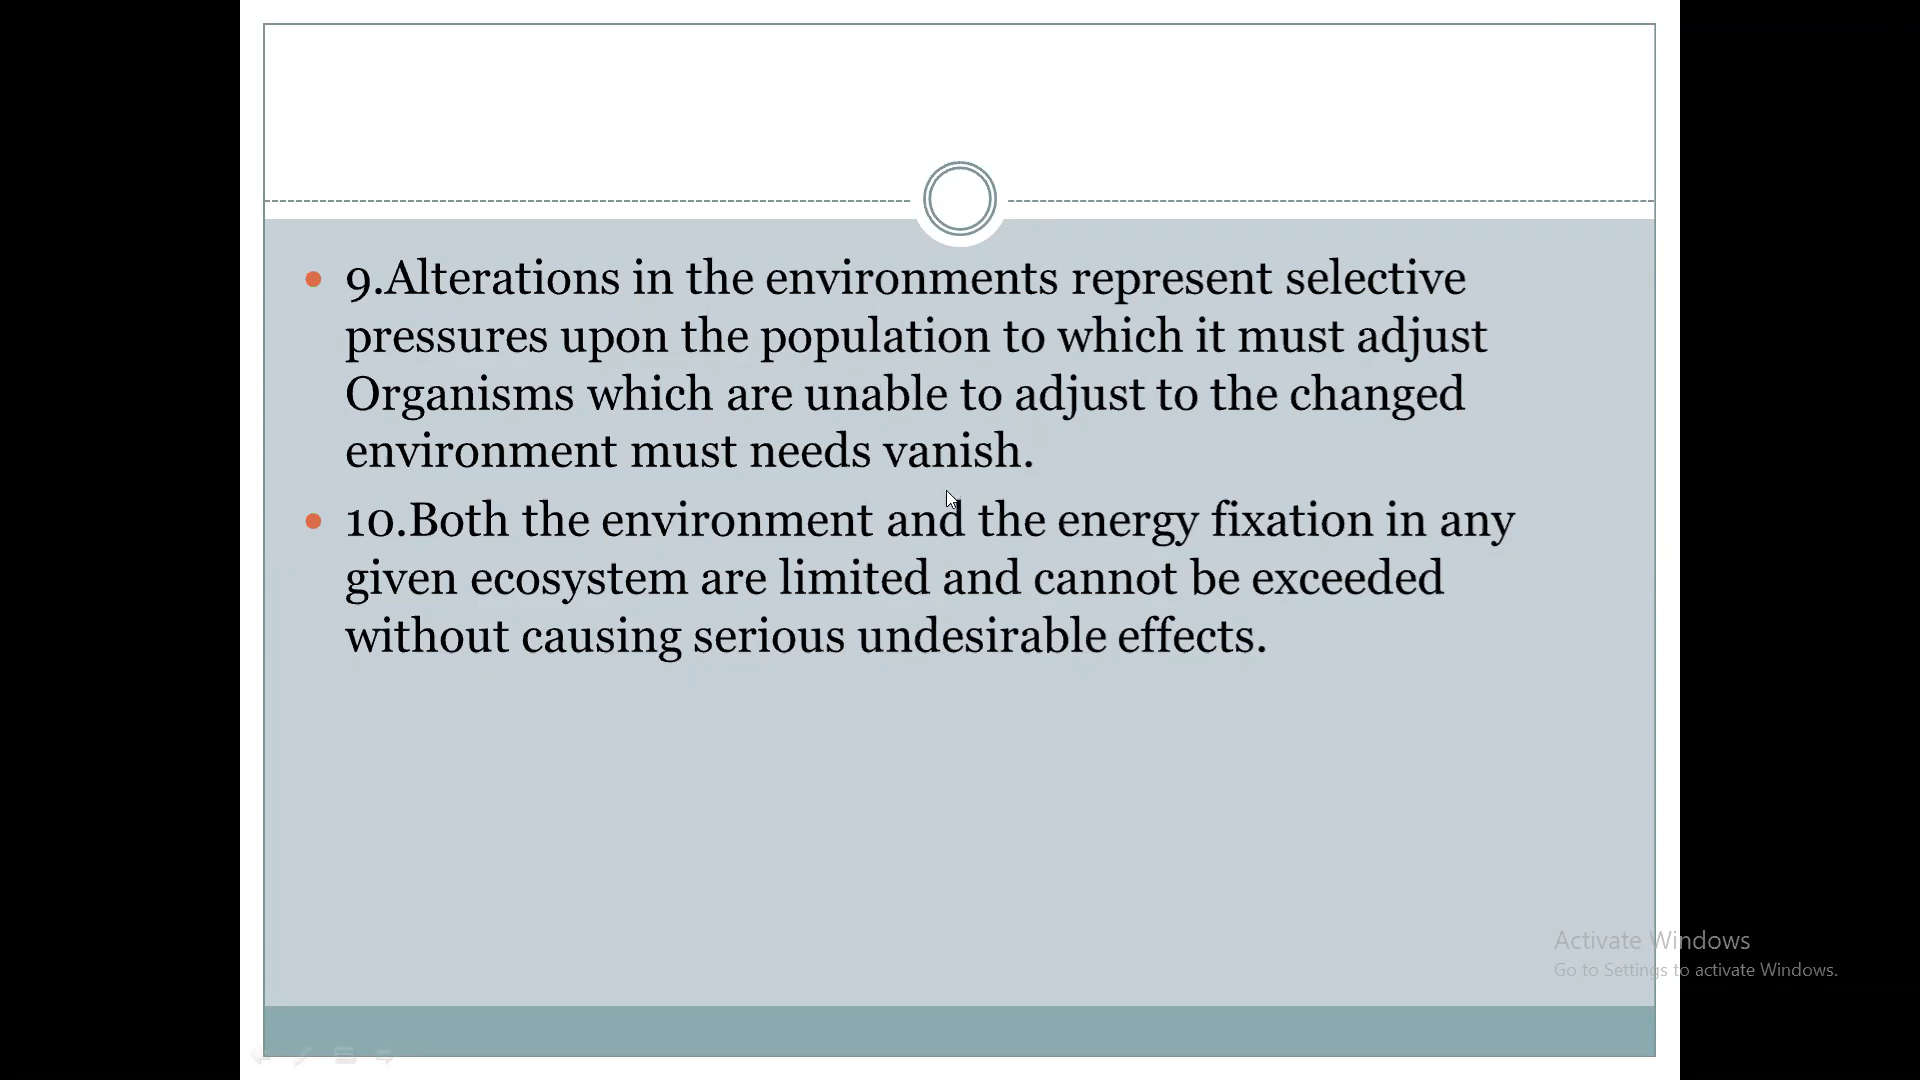 • 9.Alterations in the environments represent selective
pressures upon the population to which it must adjust
Organisms which are unable to adjust to the changed
environment must needs vanish.
• 10.Both the environment and the energy fixation in any
given ecosystem are limited and cannot be exceeded
without causing serious undesirable effects.
Activate Windows
Go to Settings to activate Windows.